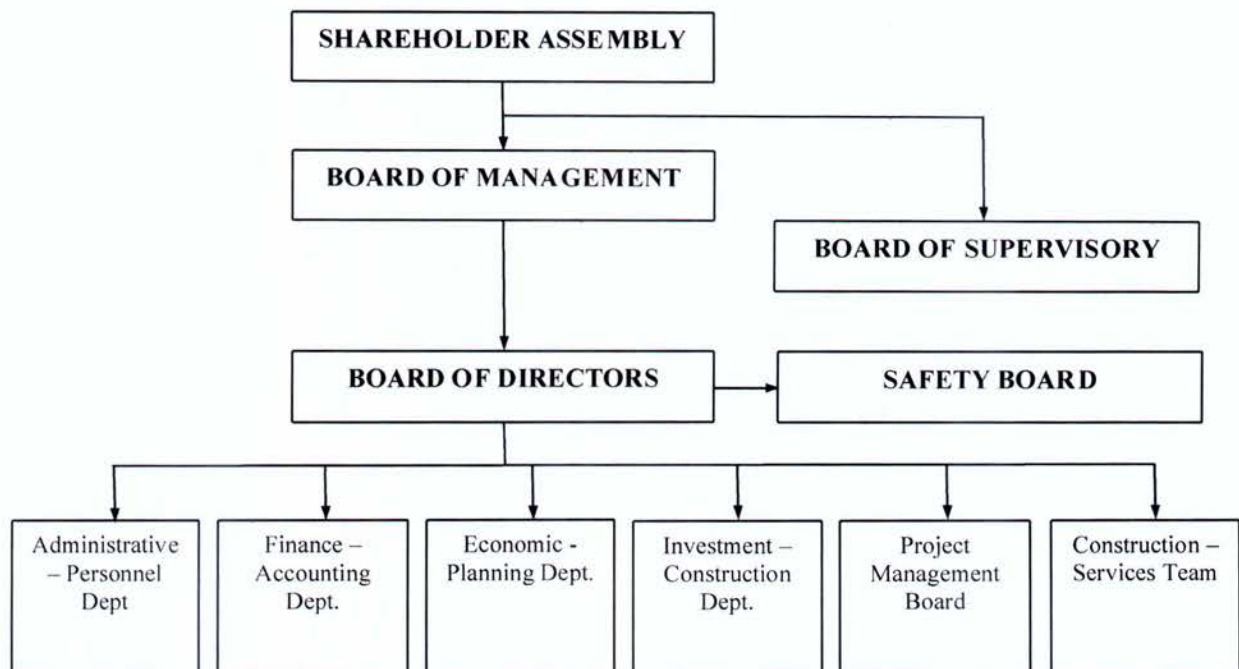 SHAREHOLDER ASSEMBLY
BOARD OF MANAGEMENT
BOARD OF SUPERVISORY
BOARD OF DIRECTORS
SAFETY BOARD
Administrative
– Personnel
Dept
Finance –
Accounting
Dept.
Economic -
Planning Dept.
Investment –
Construction
Dept.
Project
Management
Board
Construction –
Services Team